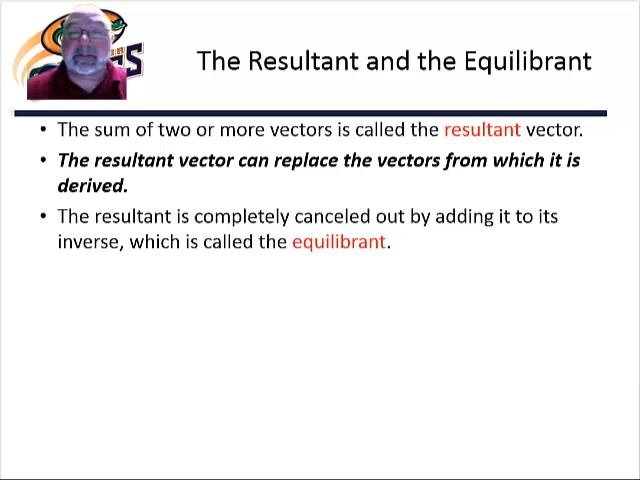 The Resultant and the Equilibrant
• The sum of two or more vectors is called the resultant vector.
• The resultant vector can replace the vectors from which it is
derived.
• The resultant is completely canceled out by adding it to its
inverse, which is called the equilibrant.